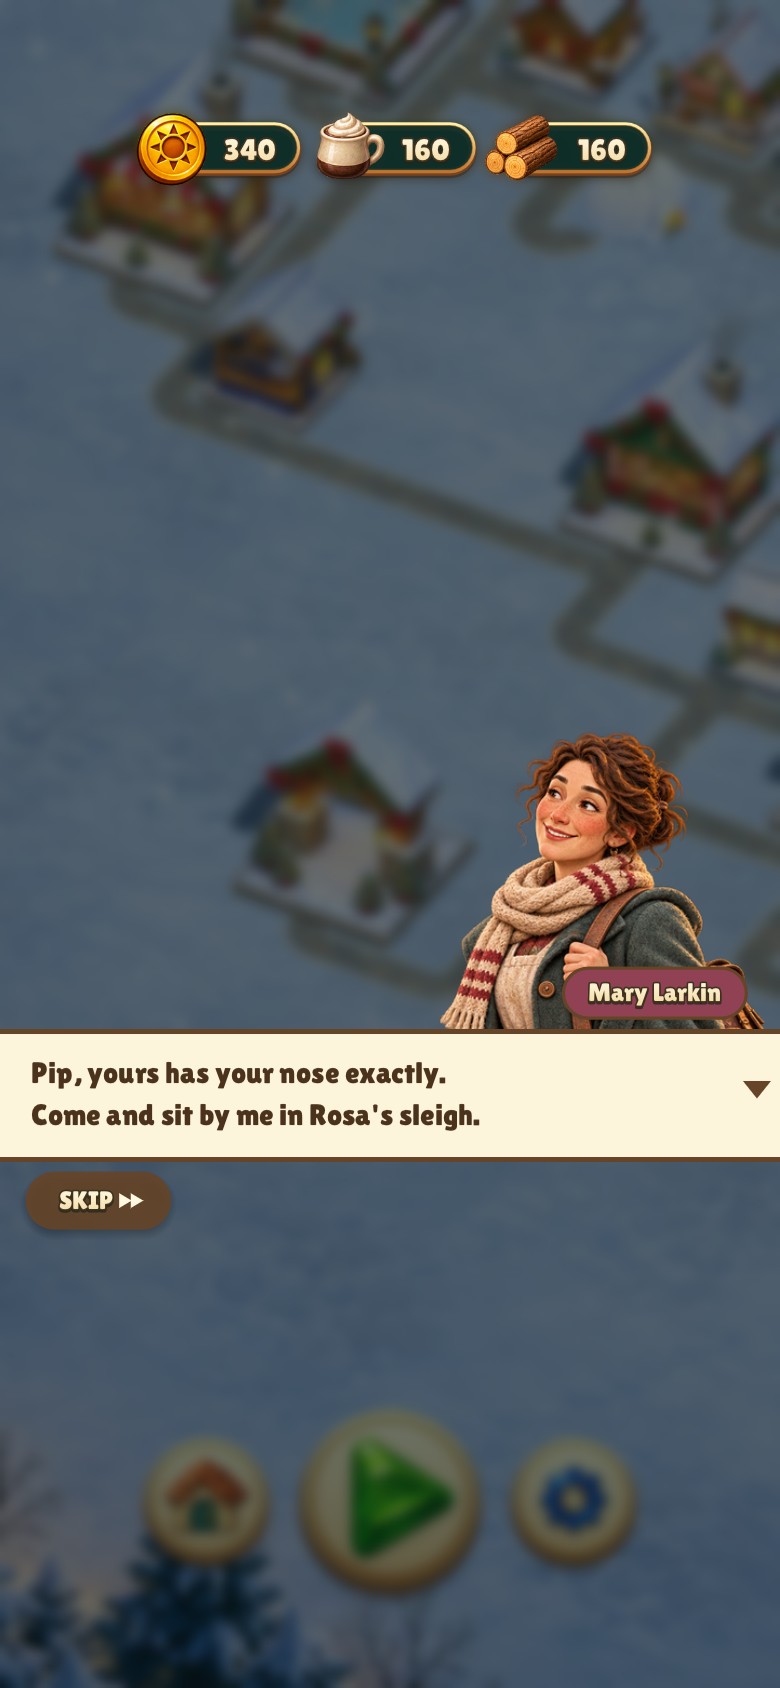 340
160
160
Mary Larkin
Pip, yours has your nose exactly.
Come and sit by me in Rosa's sleigh.
SKIP